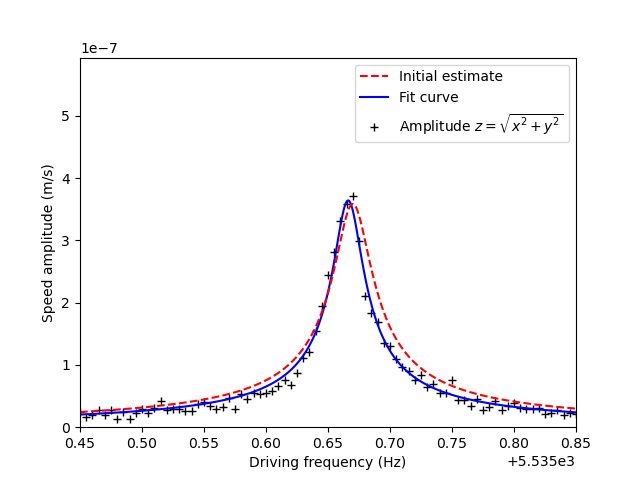 1e−7
Initial estimate
Fit curve
Amplitude z = √x² + y²
5
4
3
2
1
0
Speed amplitude (m/s)
0.45 0.50 0.55 0.60 0.65 0.70 0.75 0.80 0.85
Driving frequency (Hz)
+5.535e3